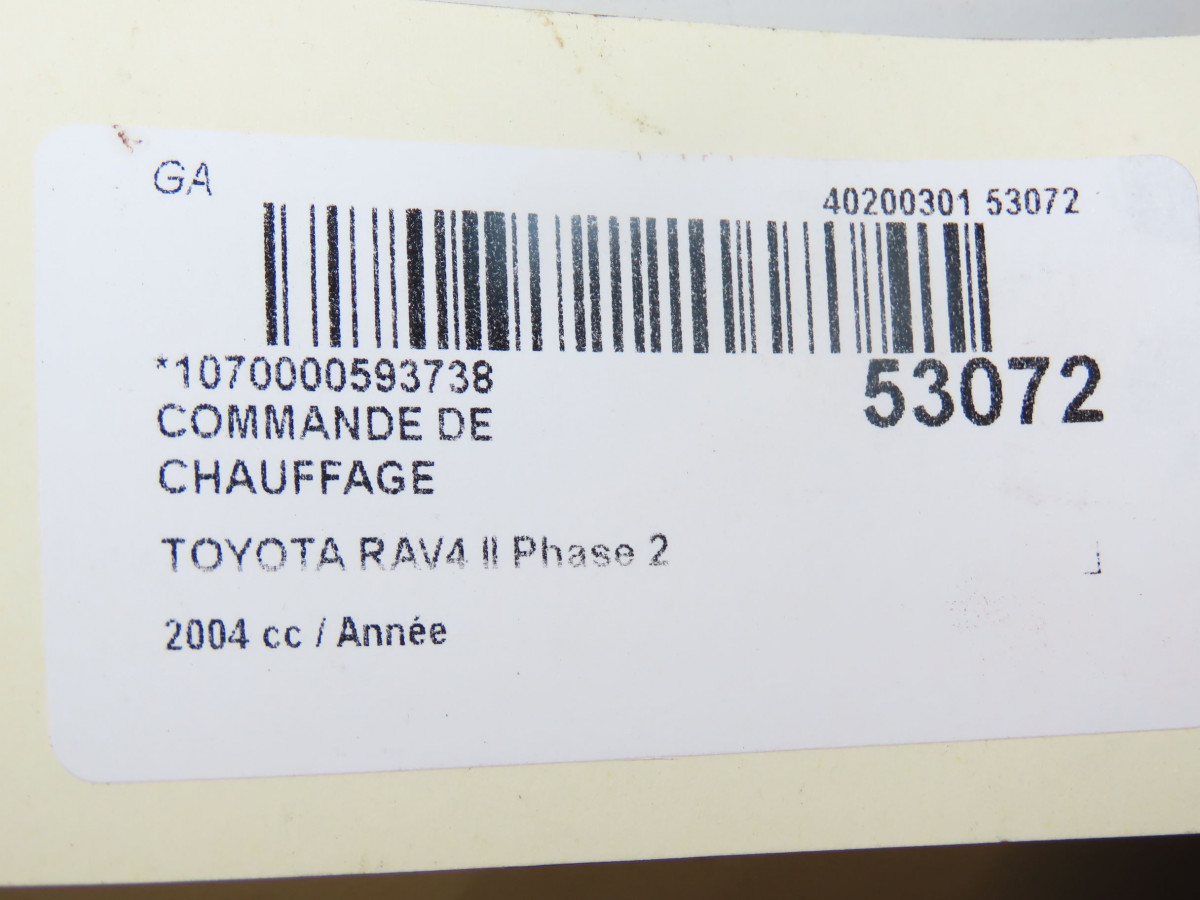 GA
40200301 53072
*1070000593738
53072
COMMANDE DE
CHAUFFAGE
TOYOTA RAV4 II Phase 2
2004 cc / Année